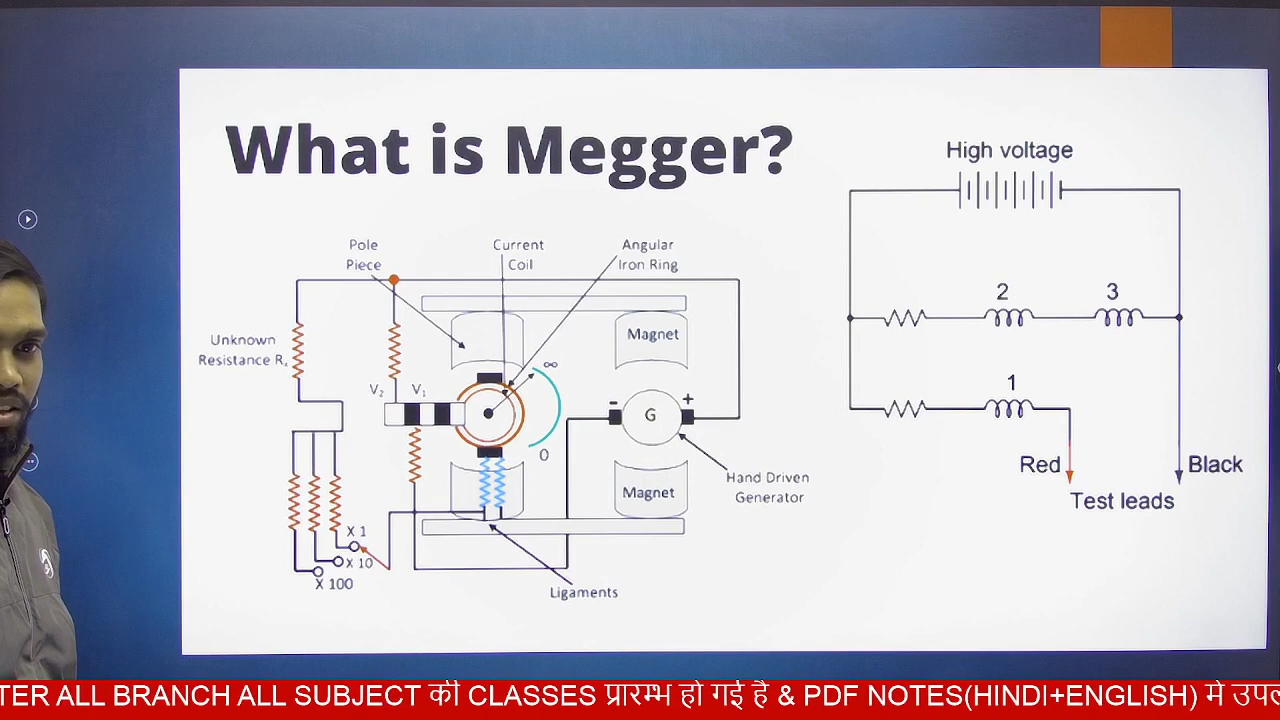 What is Megger?
High voltage
Pole
Piece
Current
Coil
Angular
Iron Ring
Unknown
Resistance Rx
Magnet
∞
V2
V1
-
+
G
0
2
3
1
Red
Black
Test leads
Hand Driven
Generator
Magnet
X 1
X 10
X 100
Ligaments
TER ALL BRANCH ALL SUBJECT की CLASSES प्रारम्भ हो गई है & PDF NOTES(HINDI+ENGLISH) में